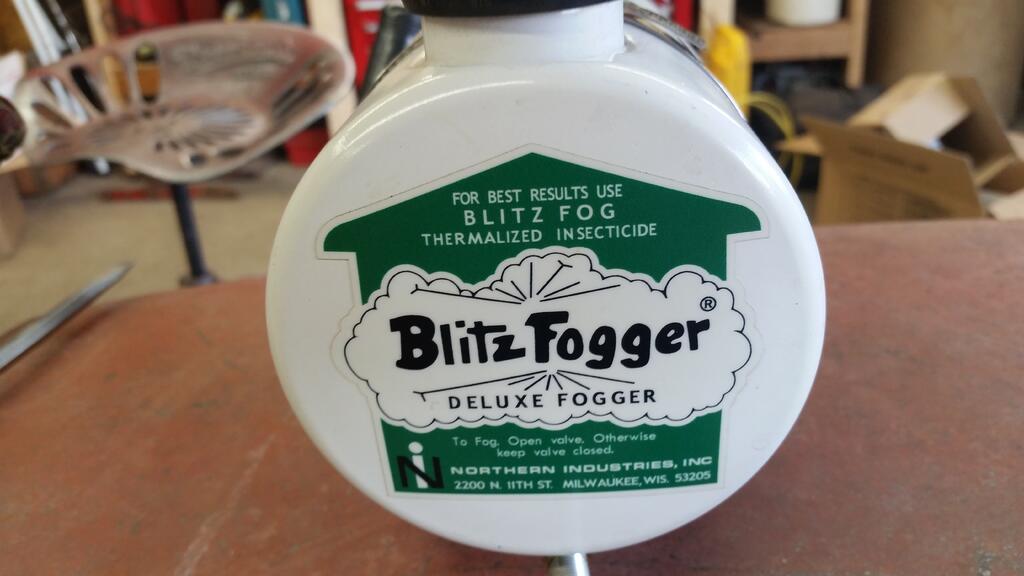 FOR BEST RESULTS USE
BLITZ FOG
THERMALIZED INSECTICIDE
Blitz Fogger®
DELUXE FOGGER
To Fog, Open valve. Otherwise
keep valve closed.
Ni
NORTHERN INDUSTRIES, INC
2200 N. 11TH ST. MILWAUKEE, WIS. 53205